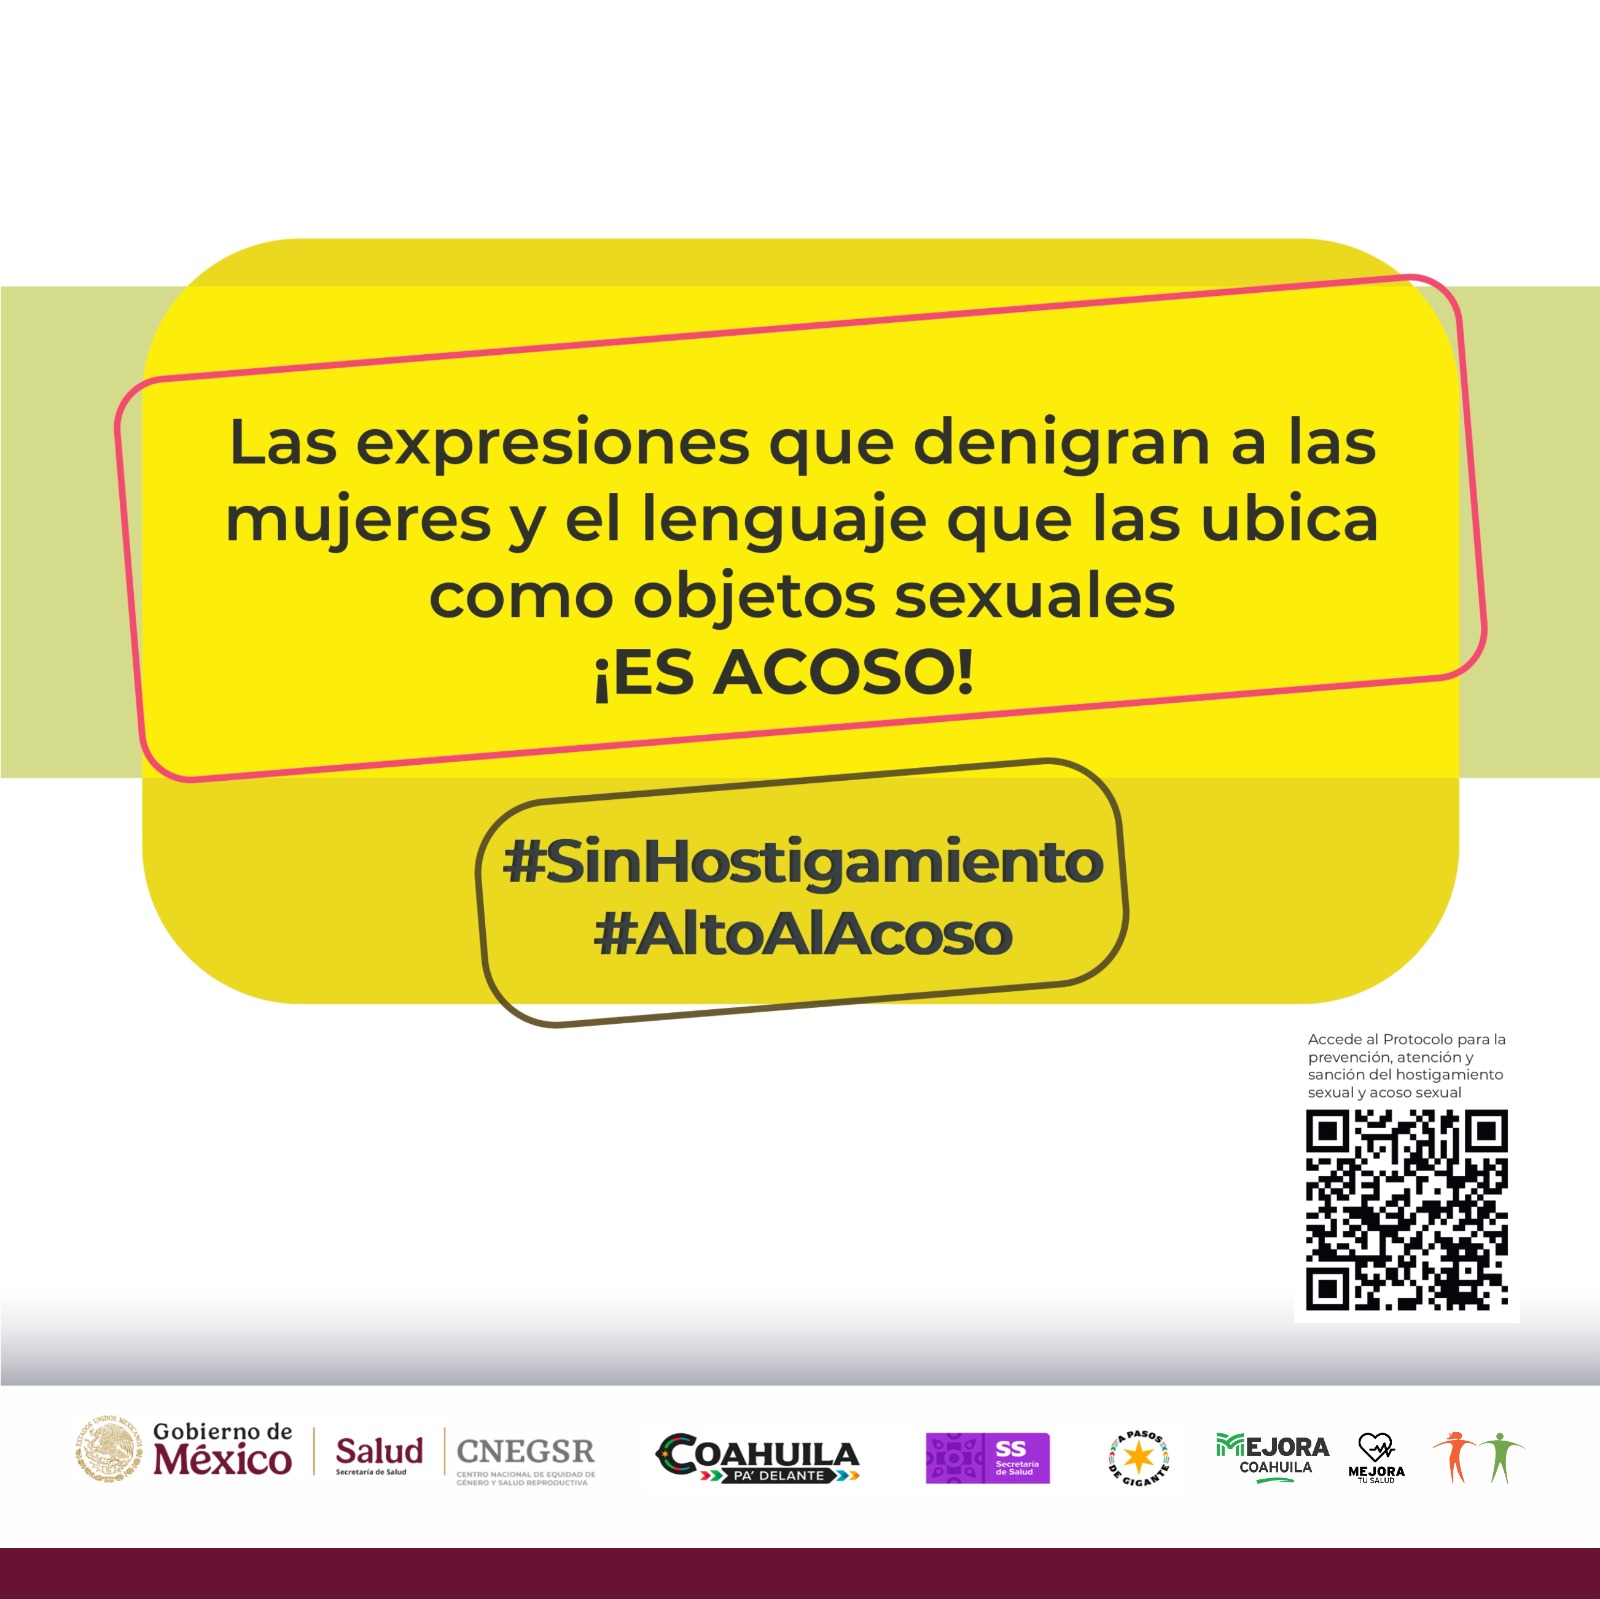 Las expresiones que denigran a las
mujeres y el lenguaje que las ubica
como objetos sexuales
¡ES ACOSO!
#SinHostigamiento
#AltoAlAcoso
Accede al Protocolo para la
prevención, atención y
sanción del hostigamiento
sexual y acoso sexual
ESTADOS UNIDOS MEXICANOS
Gobierno de
México
Salud
Secretaría de Salud
CNEGSR
CENTRO NACIONAL DE EQUIDAD DE
GÉNERO Y SALUD REPRODUCTIVA
COAHUILA
PA' DELANTE
SS
Secretaría
de Salud
A PASOS
DE GIGANTE
MEJORA
COAHUILA
MEJORA
TU SALUD